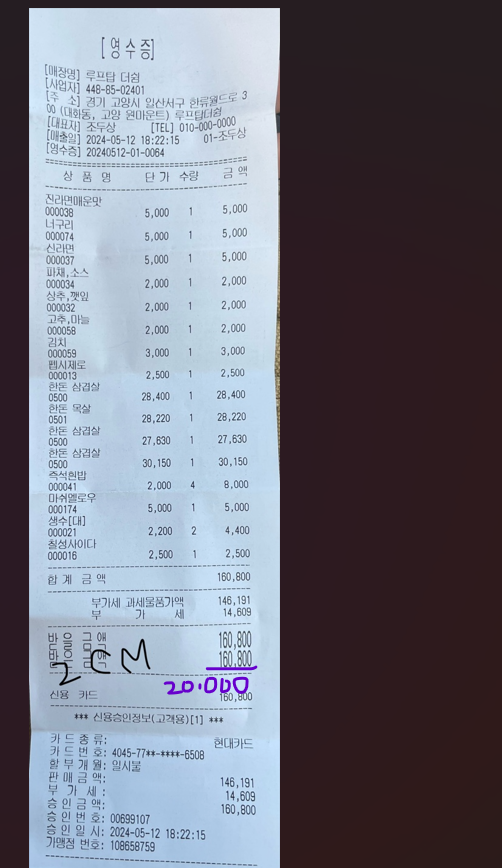 [영수증]
[매장명] 루프탑 더쉼
[사업자] 448-85-02401
[주 소] 경기 고양시 일산서구 한류월드로 3
00 (대화동, 고양 원마운트) 루프탑더쉼
[대표자] 조두상 [TEL] 010-000-0000
[매출일] 2024-05-12 18:22:15 01-조두상
[영수증] 20240512-01-0064
상 품 명 단 가 수량 금 액
진라면매운맛
000038 5,000 1 5,000
너구리
000074 5,000 1 5,000
신라면
000037 5,000 1 5,000
파채,소스
000034 2,000 1 2,000
상추,깻잎
000032 2,000 1 2,000
고추,마늘
000058 2,000 1 2,000
김치
000059 3,000 1 3,000
펩시제로
000013 2,500 1 2,500
한돈 삼겹살
0500 28,400 1 28,400
한돈 목살
0501 28,220 1 28,220
한돈 삼겹살
0500 27,630 1 27,630
한돈 삼겹살
0500 30,150 1 30,150
즉석현밥
000041 2,000 4 8,000
마쉬멜로우
000174 5,000 1 5,000
생수[대]
000021 2,200 2 4,400
칠성사이다
000016 2,500 1 2,500
합 계 금 액 160,800
부가세 과세물품가액 146,191
부 가 세 14,609
160,800
160,800
2CM
20.000
신용 카드 160,800
*** 신용승인정보(고객용)[1] ***
카 드 종 류: 현대카드
카 드 번 호: 4045-77**-****-6508
할 부 개 월: 일시불
판 매 금 액: 146,191
부 가 세 : 14,609
승 인 금 액: 160,800
승 인 번 호: 00699107
승 인 일 시: 2024-05-12 18:22:15
가맹점 번호: 108658759